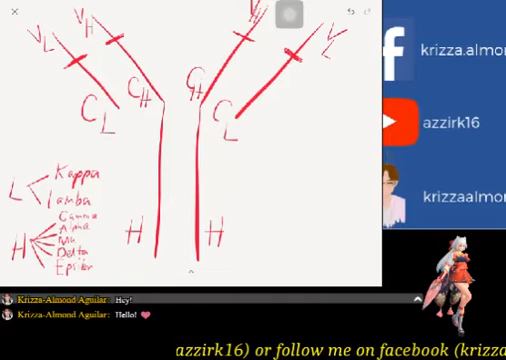 VL
VH
VH
VL
CL
CH
CH
CL
L
Kappa
lamba
H
Gamma
Alpha
Mu
Delta
Epsilon
H
H
krizza.almond
azzirk16
krizzaalmo
Krizza-Almond Aguilar: Hey!
Krizza-Almond Aguilar: Hello! ❤
azzirk16) or follow me on facebook (krizza